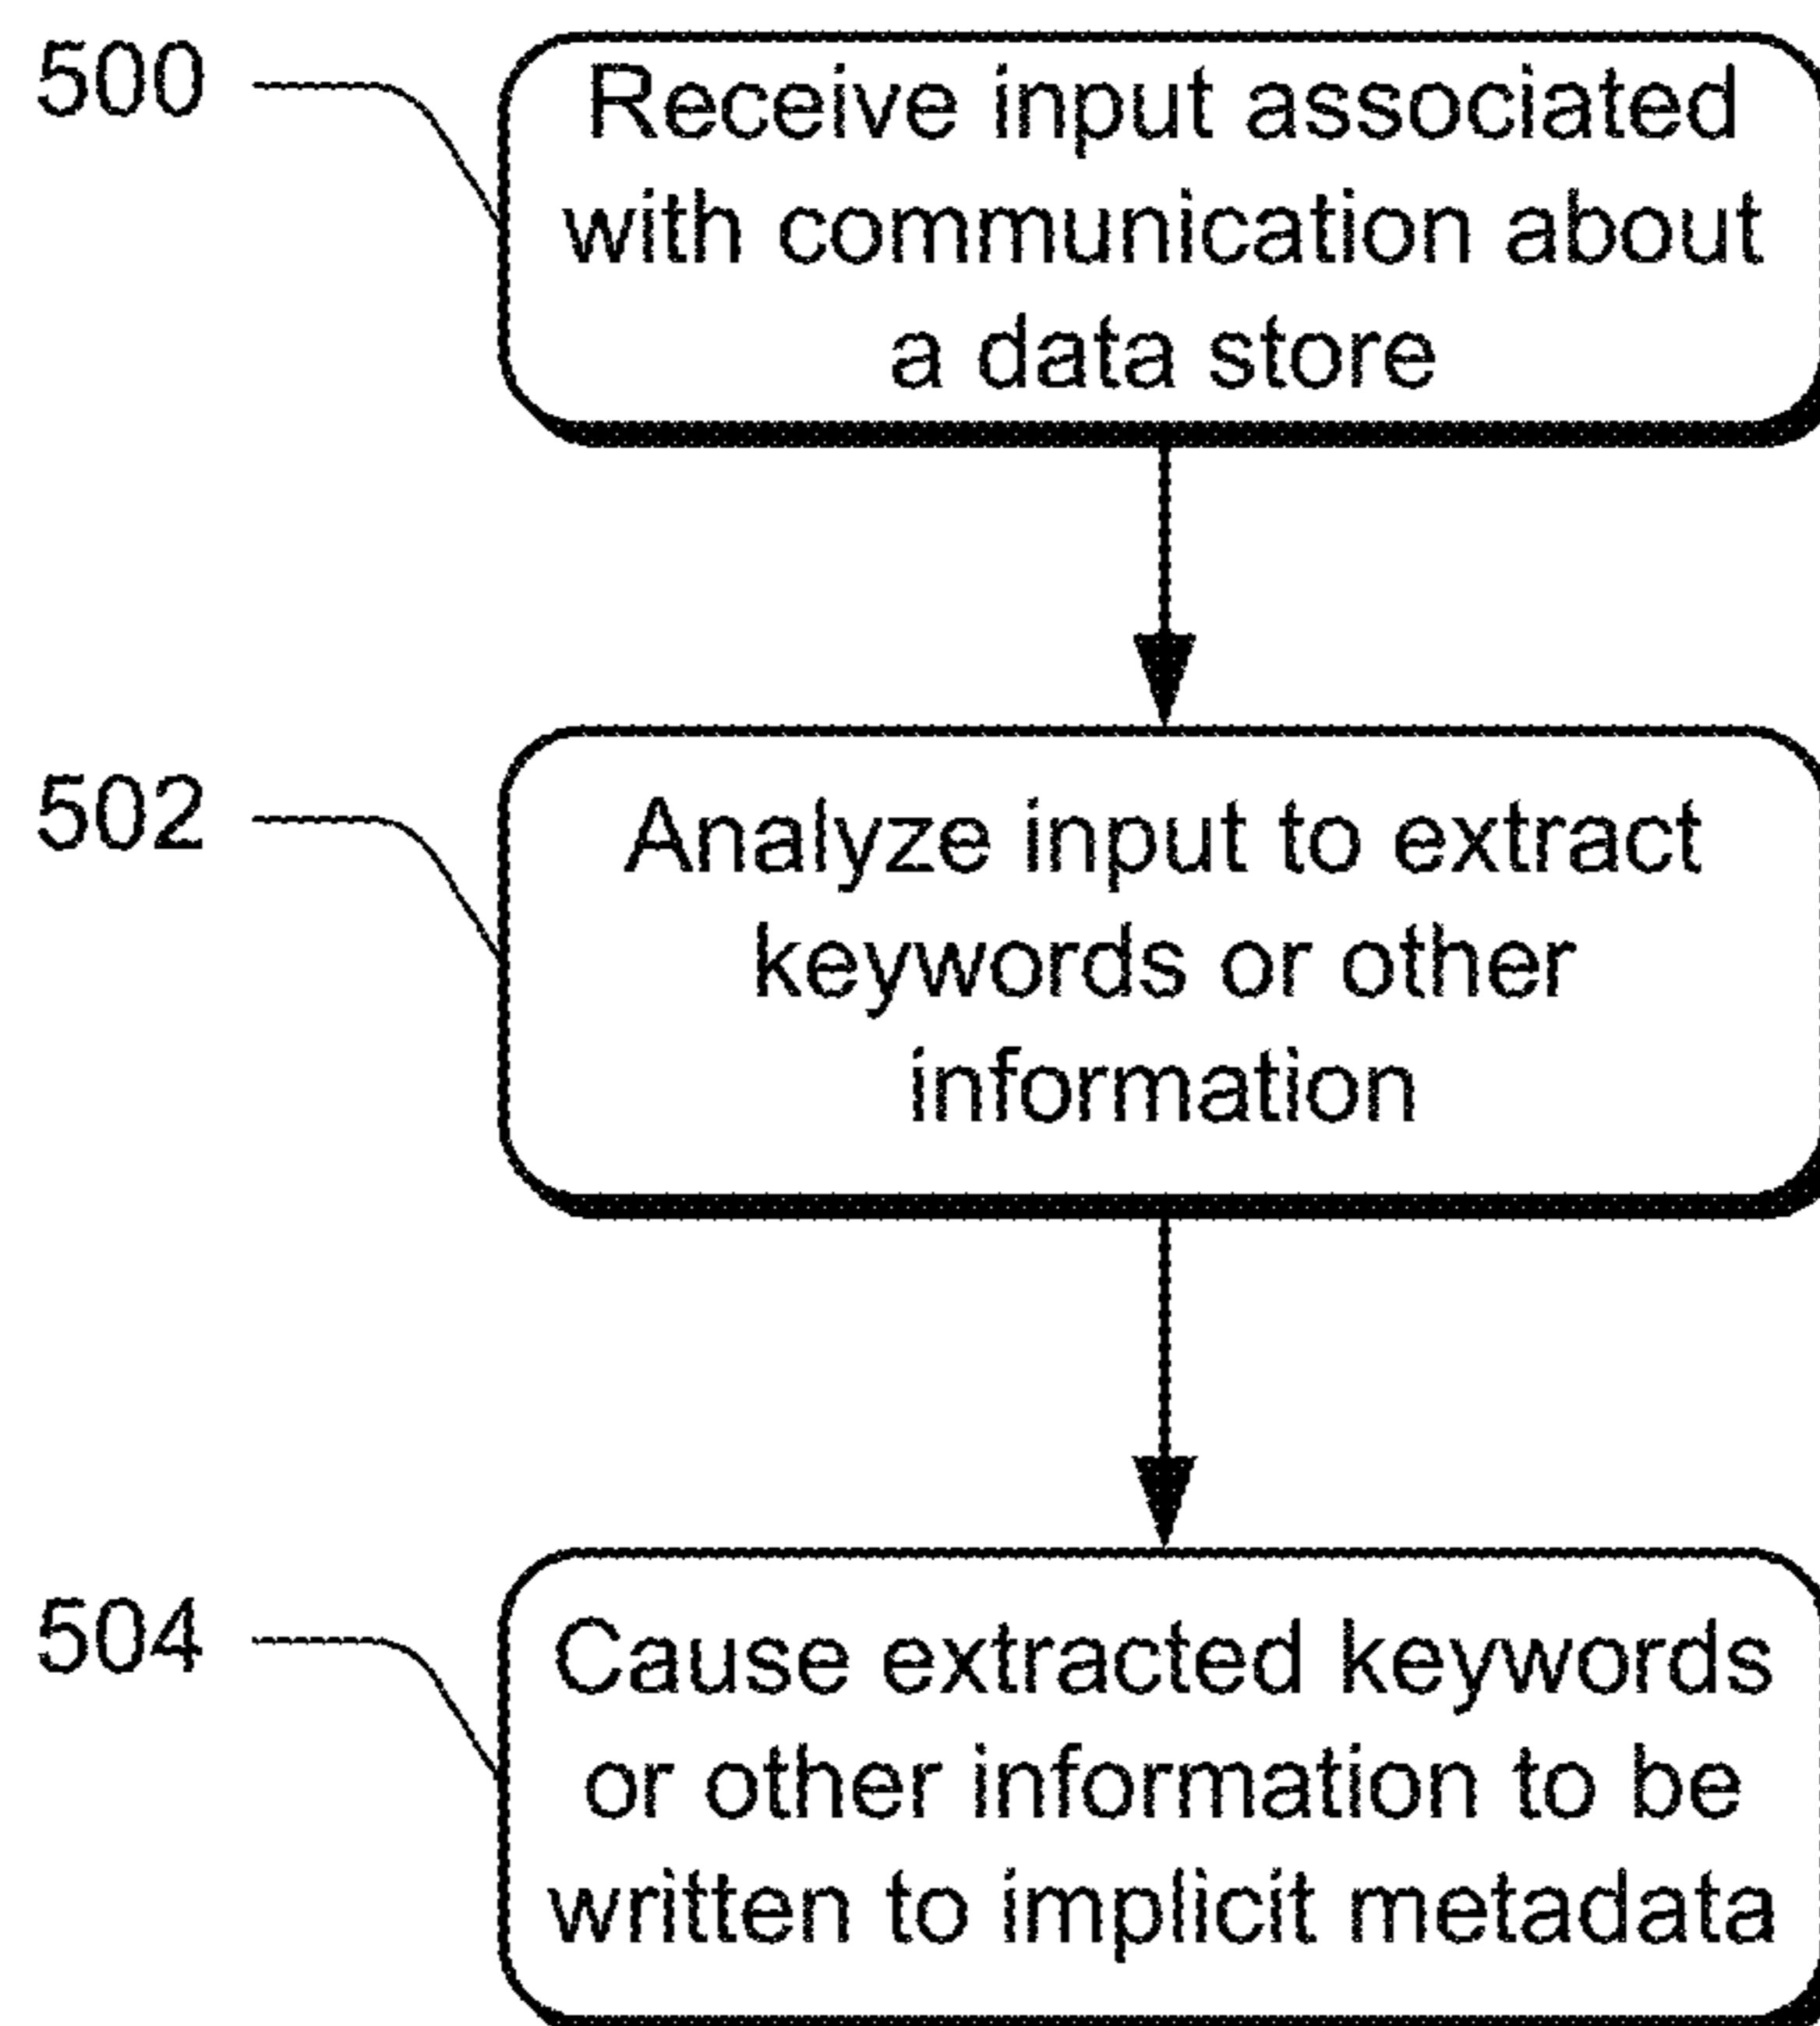 500
Receive input associated
with communication about
a data store
502
Analyze input to extract
keywords or other
information
504
Cause extracted keywords
or other information to be
written to implicit metadata